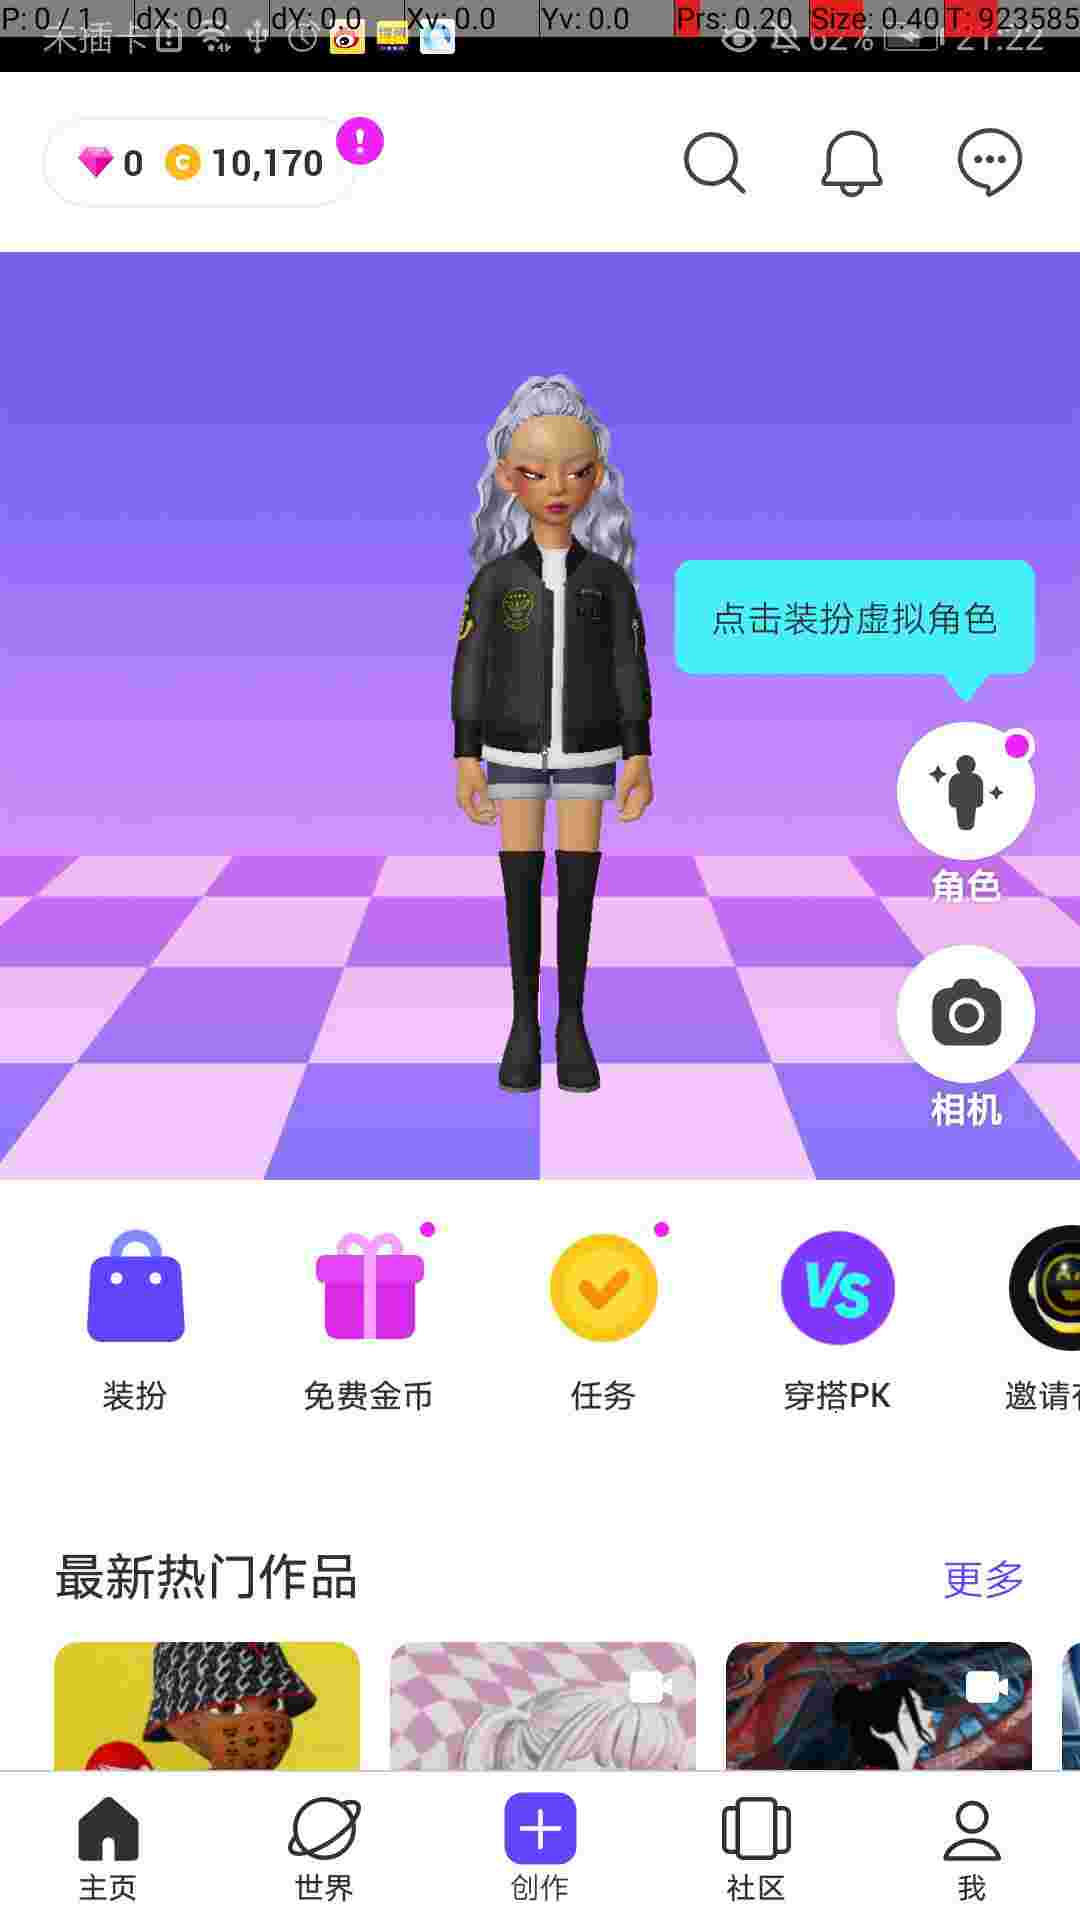 P: 0 / 1 dX: 0.0 dY: 0.0 Xv: 0.0 Yv: 0.0 Prs: 0.20 Size: 0.40 T: 923585
未插卡 62% 21:22
0 C 10,170
点击装扮虚拟角色
角色
相机
VS
装扮 免费金币 任务 穿搭PK 邀请
最新热门作品 更多
主页 世界 创作 社区 我